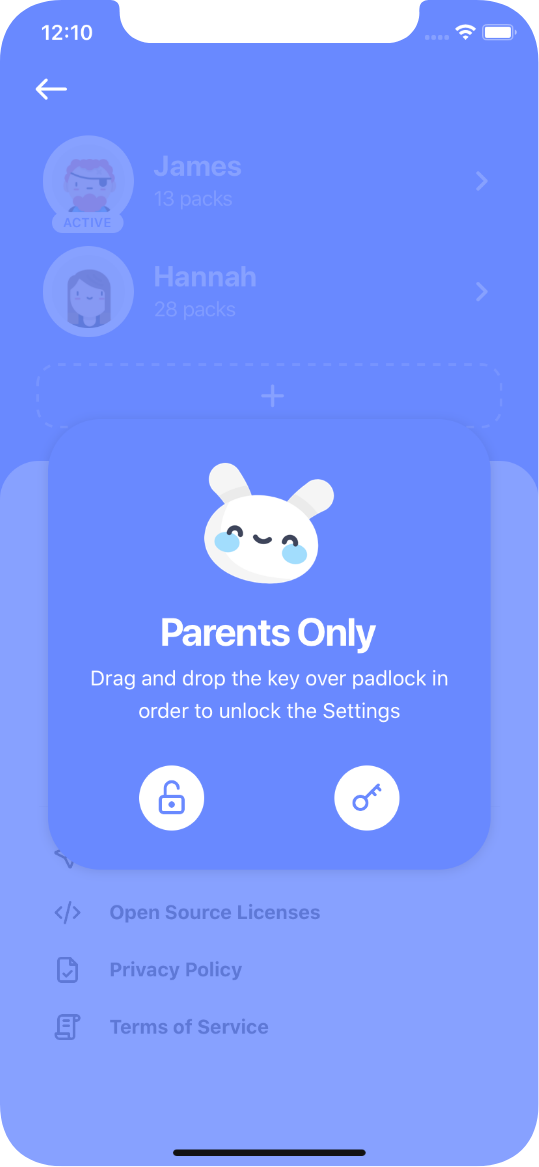 12:10
James
13 packs
ACTIVE
Hannah
28 packs
Parents Only
Drag and drop the key over padlock in
order to unlock the Settings
Open Source Licenses
Privacy Policy
Terms of Service